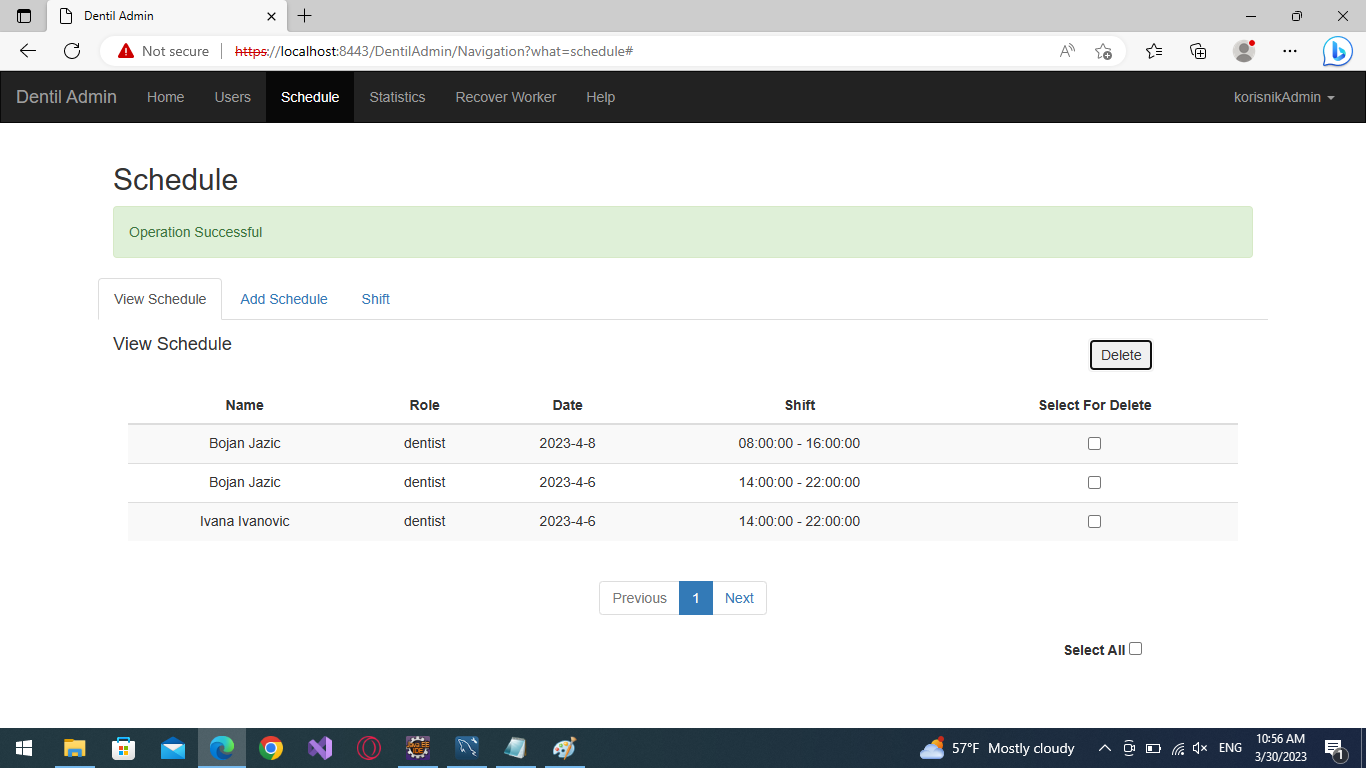 Dentil Admin
Not secure https://localhost:8443/DentilAdmin/Navigation?what=schedule#
Dentil Admin Home Users Schedule Statistics Recover Worker Help korisnikAdmin
Schedule
Operation Successful
View Schedule Add Schedule Shift
View Schedule Delete
Name Role Date Shift Select For Delete
Bojan Jazic dentist 2023-4-8 08:00:00 - 16:00:00
Bojan Jazic dentist 2023-4-6 14:00:00 - 22:00:00
Ivana Ivanovic dentist 2023-4-6 14:00:00 - 22:00:00
Previous 1 Next
Select All
57°F Mostly cloudy ENG 10:56 AM
3/30/2023 1